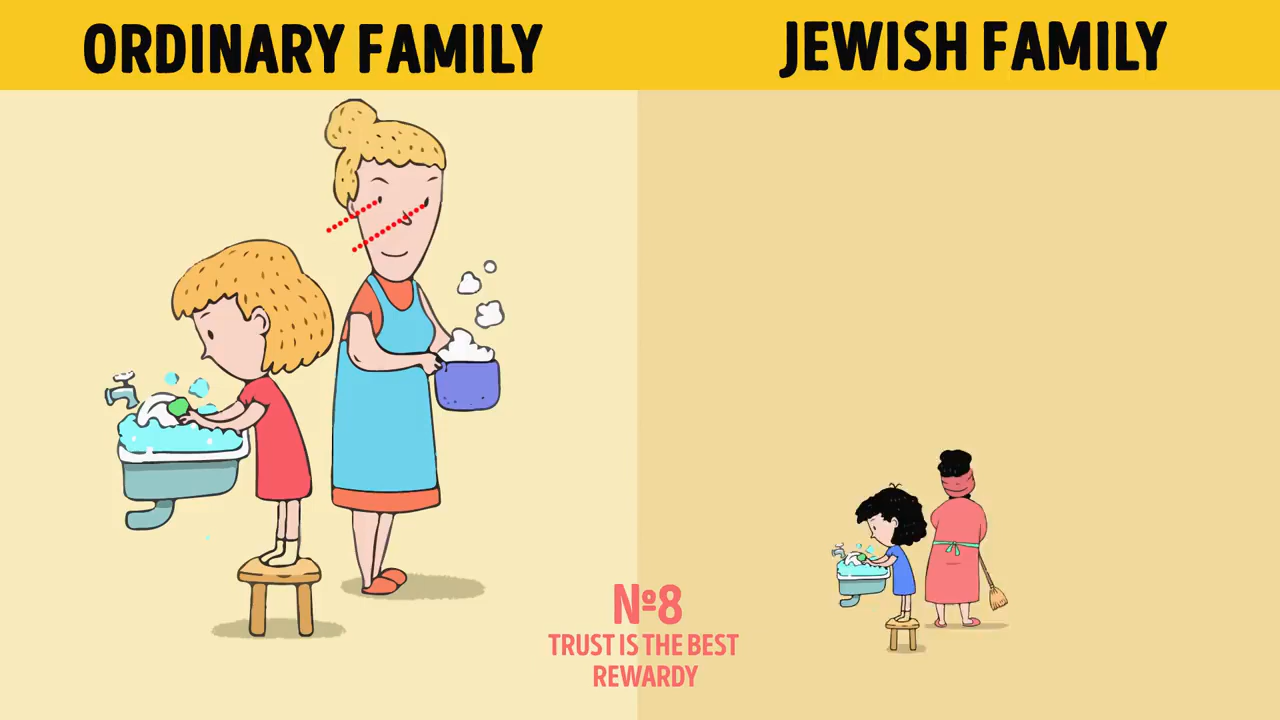 ORDINARY FAMILY
JEWISH FAMILY
№8
TRUST IS THE BEST
REWARDY